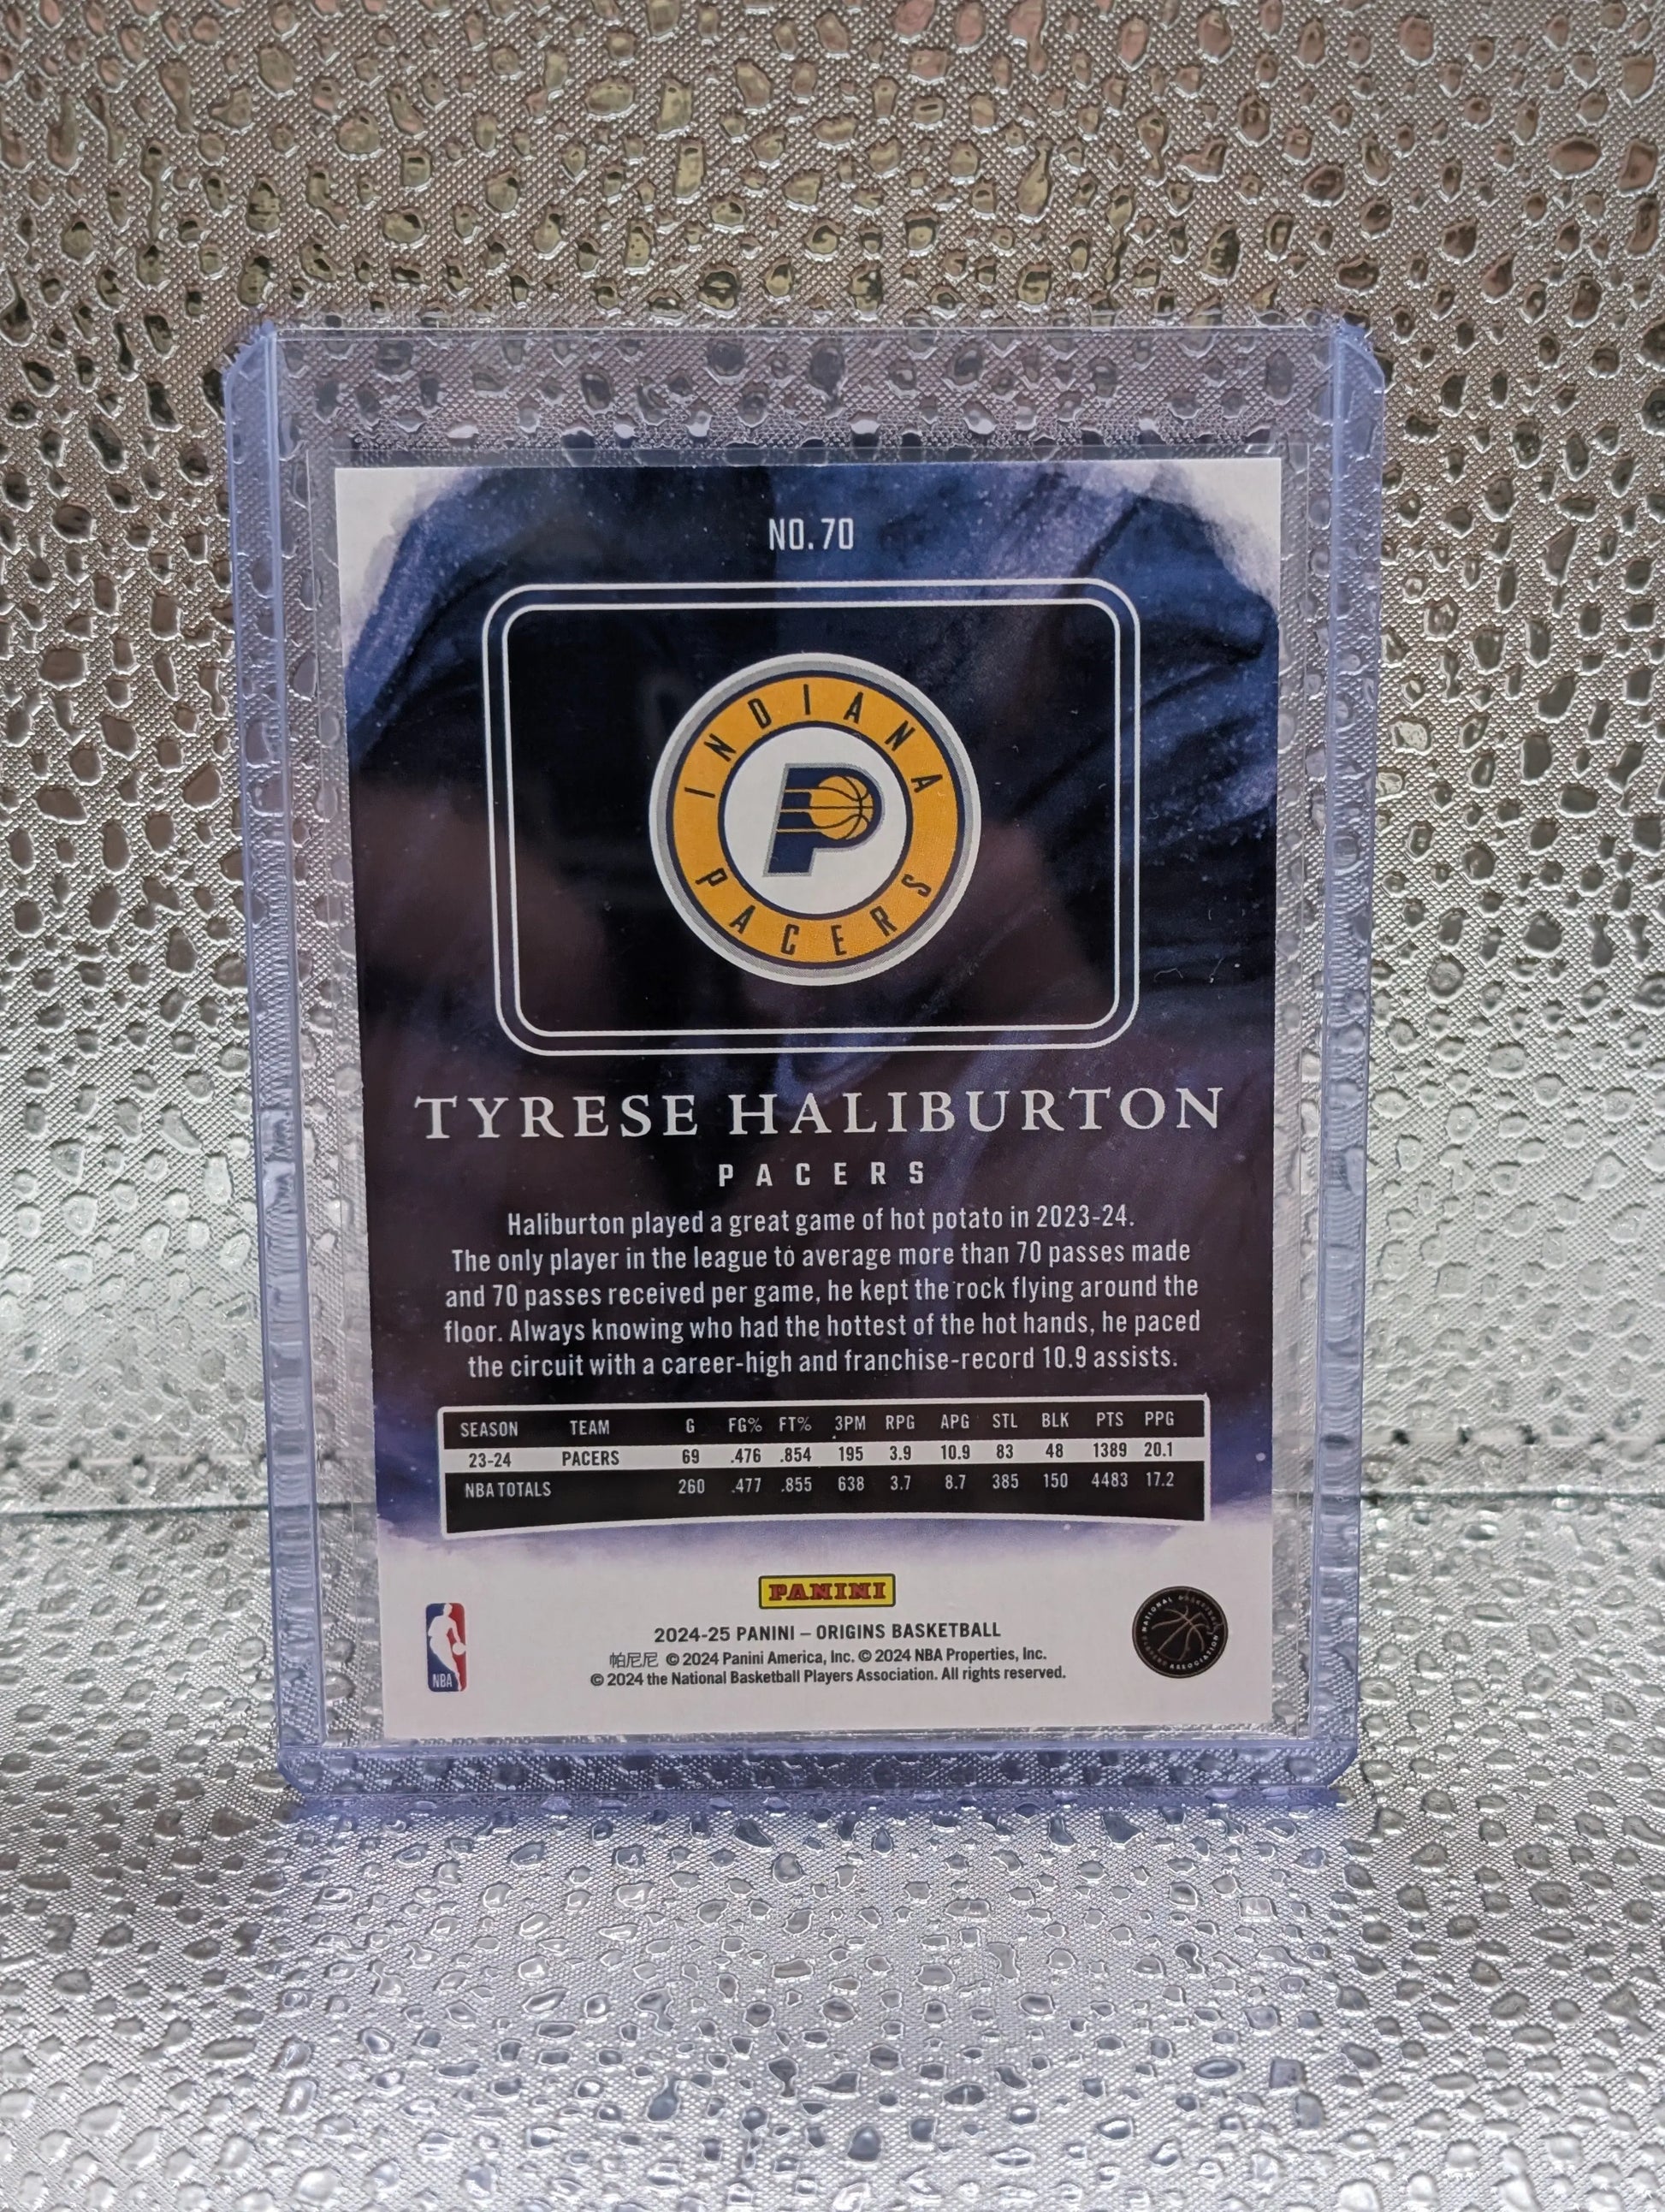 NO. 70
INDIANA
PACERS
TYRESE HALIBURTON
PACERS
Haliburton played a great game of hot potato in 2023-24.
The only player in the league to average more than 70 passes made
and 70 passes received per game, he kept the rock flying around the
floor. Always knowing who had the hottest of the hot hands, he paced
the circuit with a career-high and franchise-record 10.9 assists.
SEASON TEAM G FG% FT% 3PM RPG APG STL BLK PTS PPG
23-24 PACERS 69 .476 .854 195 3.9 10.9 83 48 1389 20.1
NBA TOTALS 260 .477 .855 638 3.7 8.7 385 150 4483 17.2
PANINI
2024-25 PANINI – ORIGINS BASKETBALL
帕尼尼 © 2024 Panini America, Inc. © 2024 NBA Properties, Inc.
© 2024 the National Basketball Players Association. All rights reserved.
NBA
NATIONAL BASKETBALL PLAYERS ASSOCIATION